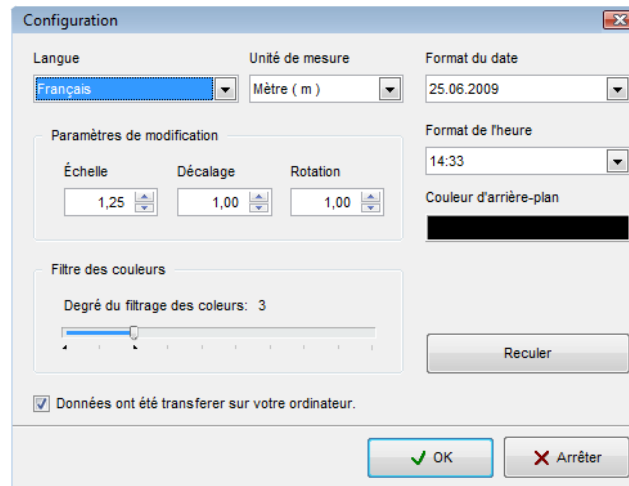 Configuration
Langue
Unité de mesure
Format du date
Français
Mètre ( m )
25.06.2009
Paramètres de modification
Format de l'heure
Échelle
Décalage
Rotation
14:33
1,25
1,00
1,00
Couleur d'arrière-plan
Filtre des couleurs
Degré du filtrage des coleurs: 3
Reculer
Données ont été transferer sur votre ordinateur.
OK
Arrêter